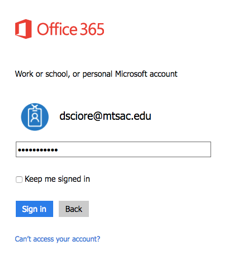 Office 365
Work or school, or personal Microsoft account
dsciore@mtsac.edu
•••••••••••
Keep me signed in
Sign in Back
Can't access your account?